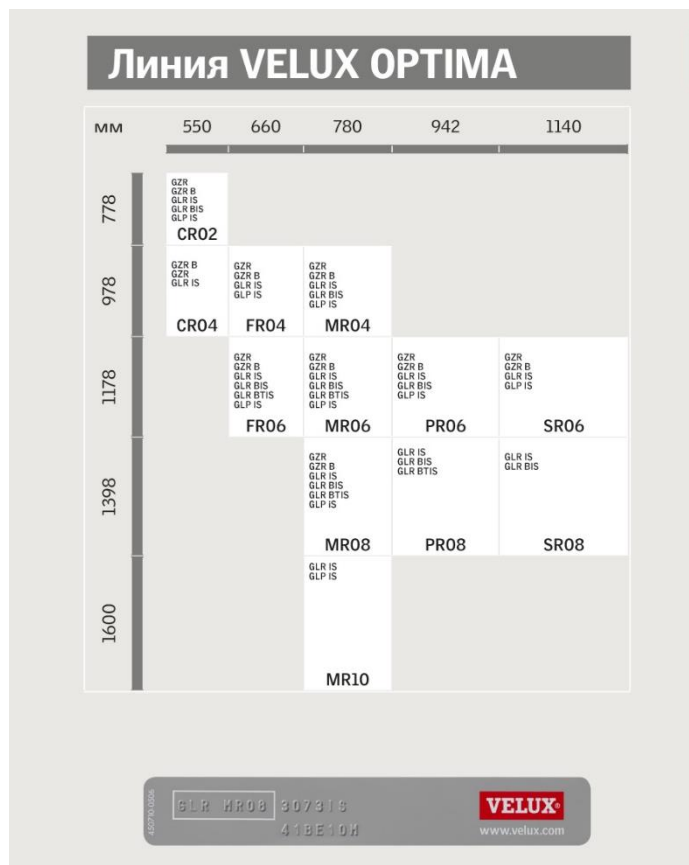 Линия VELUX OPTIMA
мм 550 660 780 942 1140
778
GZR
GZR B
GLR IS
GLR BIS
GLP IS
CR02
978
GZR B
GZR
GLR IS
CR04
GZR
GZR B
GLR IS
GLP IS
FR04
GZR
GZR B
GLR IS
GLR BIS
GLP IS
MR04
1178
GZR
GZR B
GLR IS
GLR BIS
GLR BTIS
GLP IS
FR06
GZR
GZR B
GLR IS
GLR BIS
GLR BTIS
GLP IS
MR06
GZR
GZR B
GLR IS
GLR BIS
GLP IS
PR06
GZR
GZR B
GLR IS
GLP IS
SR06
1398
GZR
GZR B
GLR IS
GLR BIS
GLR BTIS
GLP IS
MR08
GLR IS
GLR BIS
GLR BTIS
PR08
GLR IS
GLR BIS
SR08
1600
GLR IS
GLP IS
MR10
GLR MR08 3073IS
41BE10M
VELUX®
www.velux.com